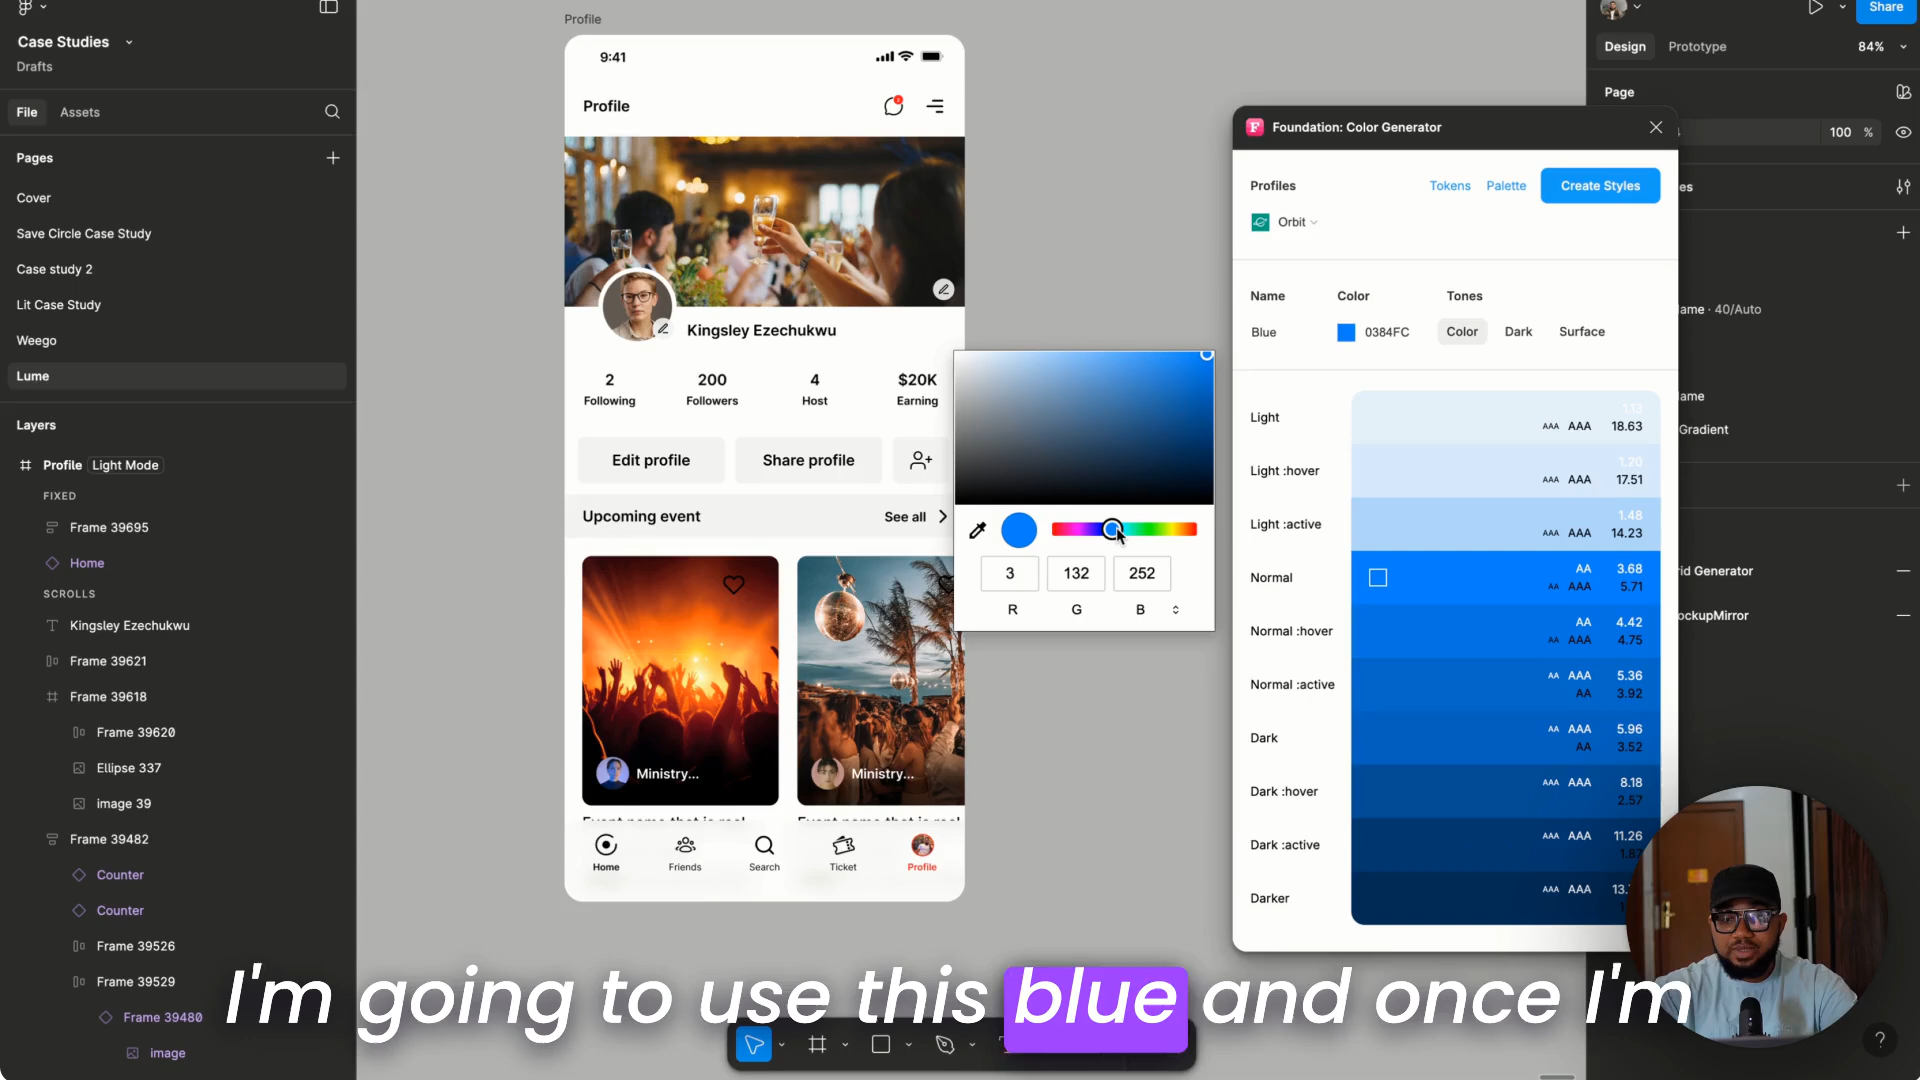 Case Studies
Drafts
File
Assets
Pages
Cover
Save Circle Case Study
Case study 2
Lit Case Study
Weego
Lume
Layers
Profile Light Mode
FIXED
Frame 39695
Home
SCROLLS
Kingsley Ezechukwu
Frame 39621
Frame 39618
Frame 39620
Ellipse 337
image 39
Frame 39482
Counter
Counter
Frame 39526
Frame 39529
Frame 39480
image
Profile
9:41
Profile
Kingsley Ezechukwu
2 200 4 $20K
Following Followers Host Earning
Edit profile
Share profile
Upcoming event
See all
Ministry...
Ministry...
Home
Friends
Search
Ticket
Profile
3 132 252
R G B
Foundation: Color Generator
Profiles
Tokens
Palette
Create Styles
Orbit
Name Color Tones
Blue 0384FC Color Dark Surface
Light
1.13
AAA AAA 18.63
Light :hover
1.20
AAA AAA 17.51
Light :active
1.48
AAA AAA 14.23
Normal
AA 3.68
AA AAA 5.71
Normal :hover
AA 4.42
AA AAA 4.75
Normal :active
AA AAA 5.36
AA 3.92
Dark
AA AAA 5.96
AA 3.52
Dark :hover
AAA AAA 8.18
2.57
Dark :active
AAA AAA 11.26
1.87
Darker
AAA AAA 13.
Share
Design
Prototype
84%
Page
100 %
es
ame · 40/Auto
ame
Gradient
id Generator
ockupMirror
I'm going to use this blue and once I'm
?